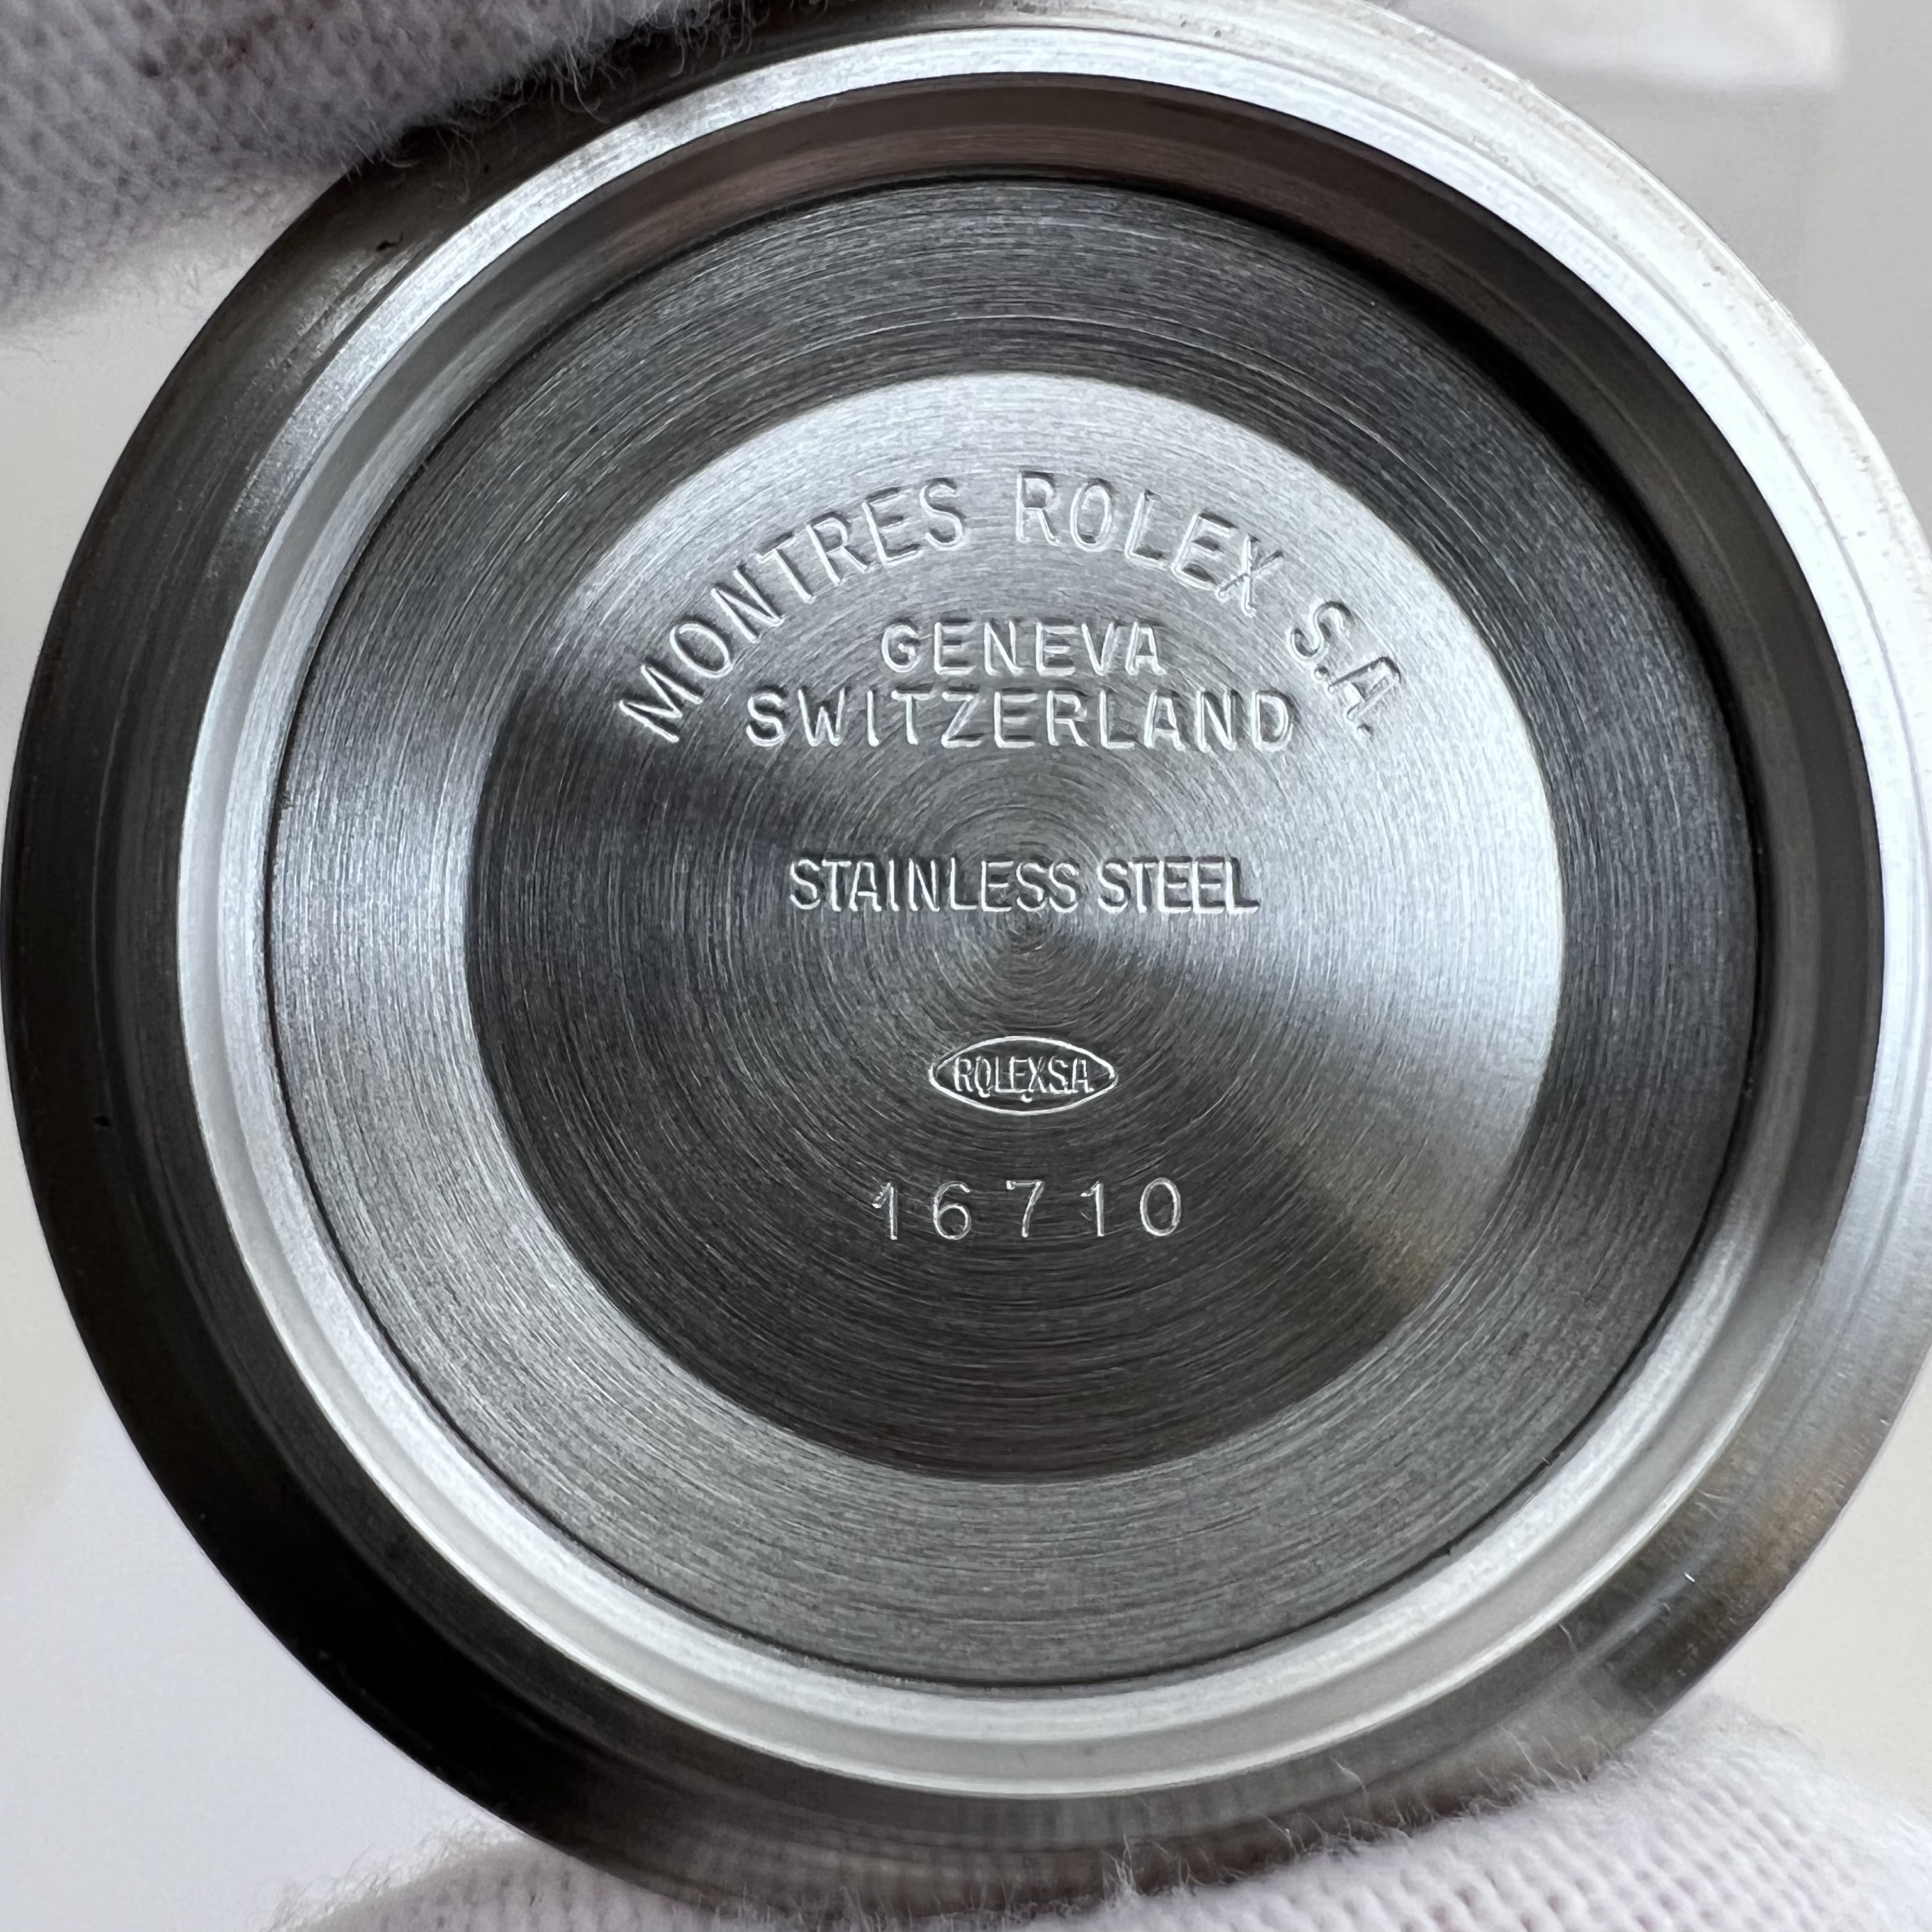 MONTRES ROLEX S.A.
GENEVA
SWITZERLAND
STAINLESS STEEL
ROLEX S.A.
16710